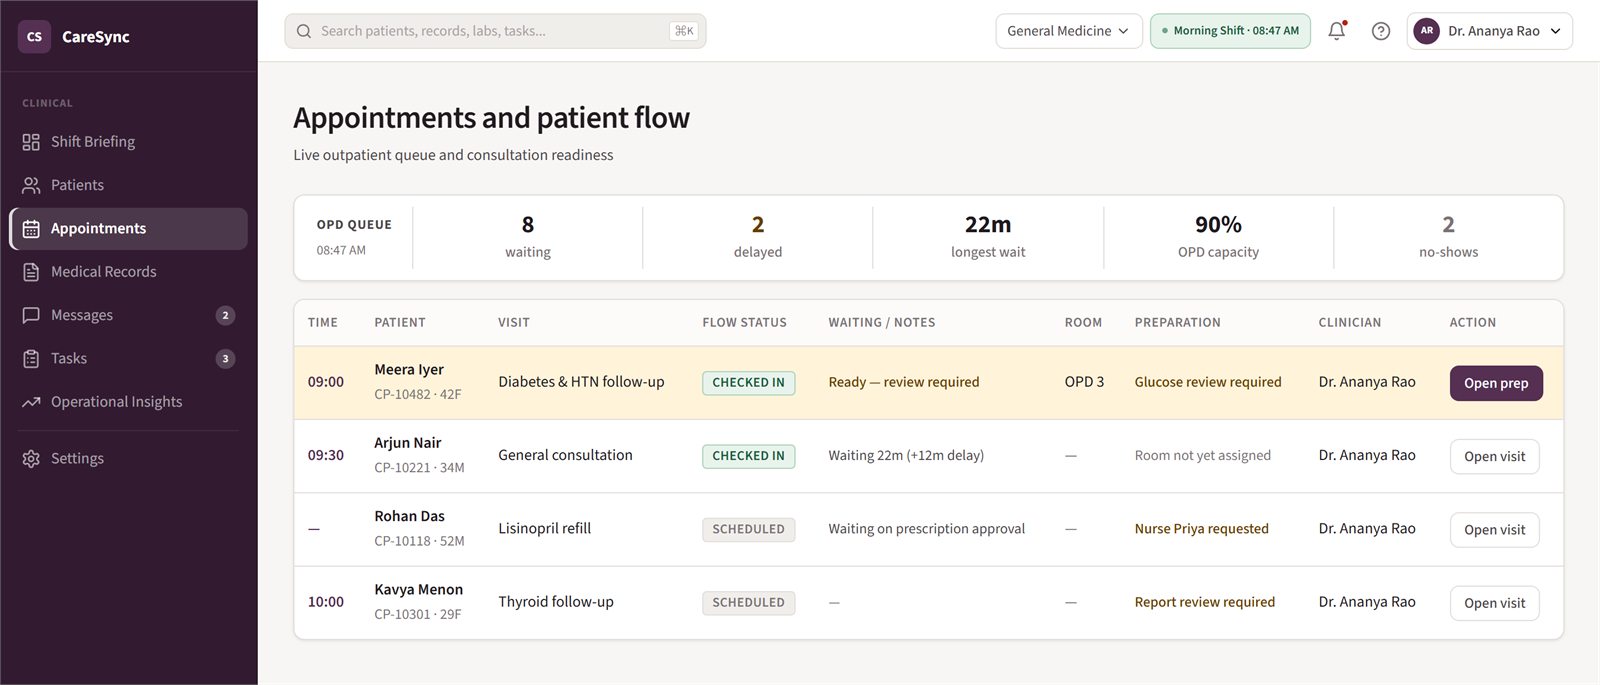 CS CareSync
CLINICAL
Shift Briefing
Patients
Appointments
Medical Records
Messages 2
Tasks 3
Operational Insights
Settings
Search patients, records, labs, tasks... ⌘K
General Medicine
Morning Shift · 08:47 AM
AR Dr. Ananya Rao
Appointments and patient flow
Live outpatient queue and consultation readiness
OPD QUEUE
08:47 AM
8
waiting
2
delayed
22m
longest wait
90%
OPD capacity
2
no-shows
TIME PATIENT VISIT FLOW STATUS WAITING / NOTES ROOM PREPARATION CLINICIAN ACTION
09:00 Meera Iyer Diabetes & HTN follow-up CHECKED IN Ready — review required OPD 3 Glucose review required Dr. Ananya Rao Open prep
CP-10482 · 42F
09:30 Arjun Nair General consultation CHECKED IN Waiting 22m (+12m delay) — Room not yet assigned Dr. Ananya Rao Open visit
CP-10221 · 34M
— Rohan Das Lisinopril refill SCHEDULED Waiting on prescription approval — Nurse Priya requested Dr. Ananya Rao Open visit
CP-10118 · 52M
10:00 Kavya Menon Thyroid follow-up SCHEDULED — — Report review required Dr. Ananya Rao Open visit
CP-10301 · 29F